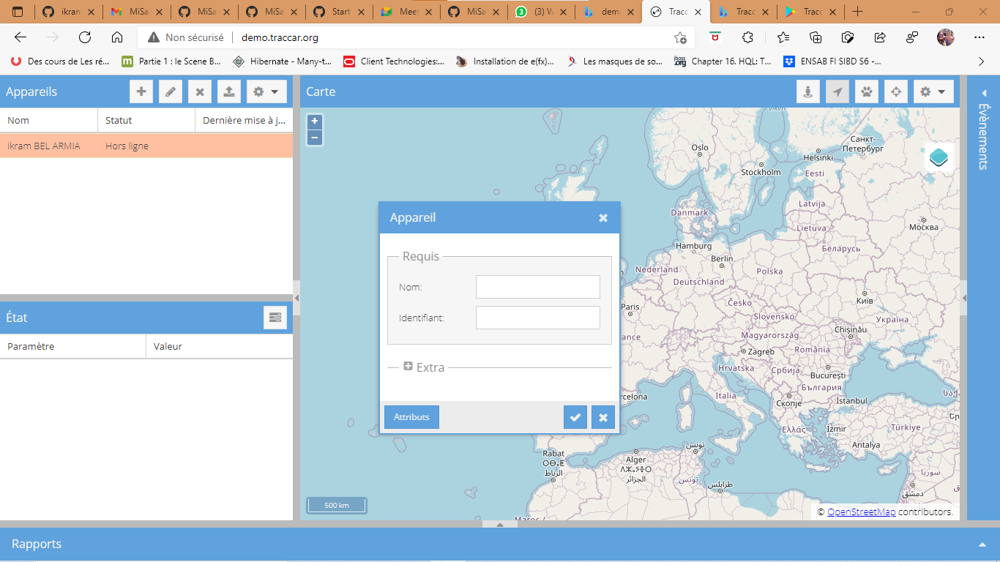 ikram
MiSa
MiSa
MiSa
Start
Meet
MiSa
(3) W
dem
Tracc
Tracc
Tracc
Non sécurisé
demo.traccar.org
Des cours de Les ré...
Partie 1 : le Scene B...
Hibernate - Many-t...
Client Technologies:...
Installation de e(fx)...
Les masques de so...
Chapter 16. HQL: T...
ENSAB FI SIBD S6 -...
Appareils
Carte
Évènements
Nom
Statut
Dernière mise à j...
ikram BEL ARMIA
Hors ligne
État
Paramètre
Valeur
+
−
Oslo
Санкт-
Петербург
Helsinki
Stockholm
Eesti
Latvija
Danmark
Lietuva
Москва
Hamburg
Беларусь
Berlin
Nederland
Polska
Deutschland
Paris
Česko
Київ
Slovensko
Україна
ance
Magyarország
Chișinău
Zagreb
România
Hrvatska
Србија
București
България
rcelona
Italia
Скопје
İstanbul
Ελλάς
İzmir
Türkiye
Antalya
Rabat
ⵔⴱⴰⵟ
الرباط
Alger
الجزائر
تونس
تونس
طرابلس
سوريا
دمشق
Maroc /
Appareil
Requis
Nom:
Identifiant:
Extra
Attributs
500 km
© OpenStreetMap contributors.
Rapports